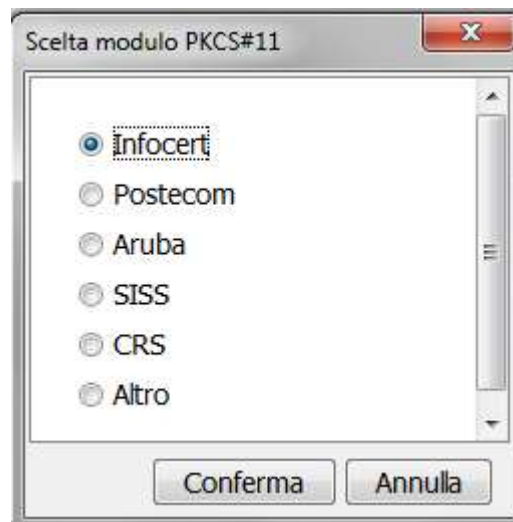 Scelta modulo PKCS#11
Infocert
Postecom
Aruba
SISS
CRS
Altro
Conferma Annulla